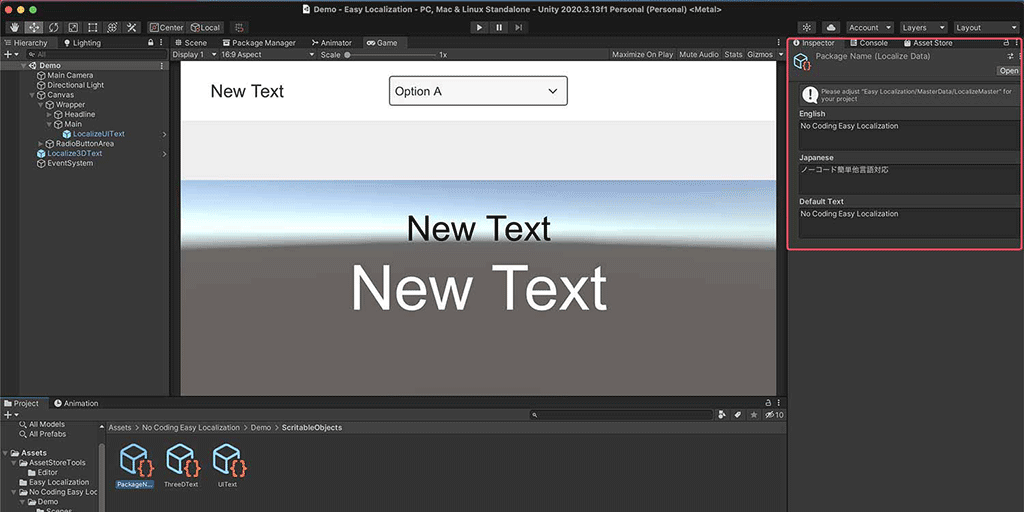 Demo - Easy Localization - PC, Mac & Linux Standalone - Unity 2020.3.13f1 Personal (Personal) <Metal>
Center Local Account Layers Layout
Hierarchy Lighting
All
Demo
Main Camera
Directional Light
Canvas
Wrapper
Headline
Main
LocalizeUIText
RadioButtonArea
Localize3DText
EventSystem
Scene Package Manager Animator Game
Display 1 16:9 Aspect Scale 1x Maximize On Play Mute Audio Stats Gizmos
New Text Option A
New Text
New Text
Inspector Console Asset Store
Package Name (Localize Data)
Open
Please adjust "Easy Localization/MasterData/LocalizeMaster" for
your project
English
No Coding Easy Localization
Japanese
ノーコード簡単他言語対応
Default Text
No Coding Easy Localization
Project Animation
10
All Models
All Prefabs
Assets
AssetStoreTools
Editor
Easy Localization
No Coding Easy Loc
Demo
Scenes
Assets > No Coding Easy Localization > Demo > ScritableObjects
PackageN... ThreeDText UIText